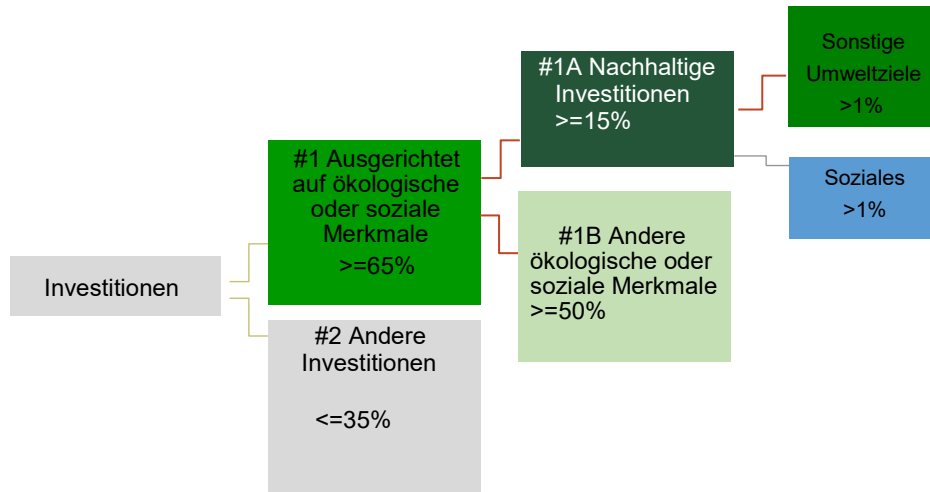 Investitionen
#1 Ausgerichtet
auf ökologische
oder soziale
Merkmale
>=65%
#2 Andere
Investitionen
<=35%
#1A Nachhaltige
Investitionen
>=15%
#1B Andere
ökologische oder
soziale Merkmale
>=50%
Sonstige
Umweltziele
>1%
Soziales
>1%